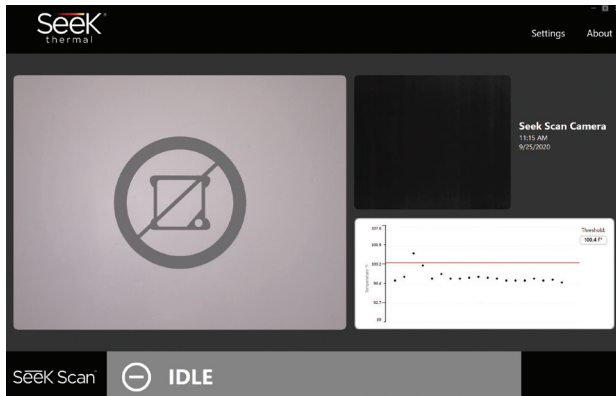 Seek
thermal
Settings About
Seek Scan Camera
11:15 AM
9/25/2020
Threshold:
100.4 F°
Temperature °F
Seek Scan
IDLE